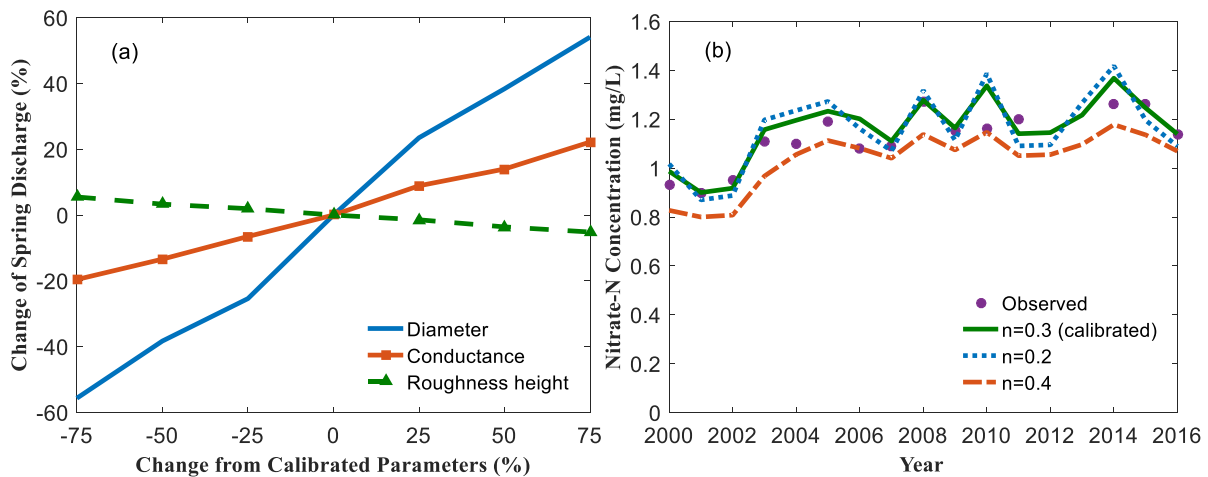 (a)
Change of Spring Discharge (%)
60
40
20
0
-20
-40
-60
-75
-50
-25
0
25
50
75
Change from Calibrated Parameters (%)
Diameter
Conductance
Roughness height
(b)
Nitrate-N Concentration (mg/L)
1.6
1.4
1.2
1
0.8
0.6
0.4
0.2
0
2000
2002
2004
2006
2008
2010
2012
2014
2016
Year
Observed
n=0.3 (calibrated)
n=0.2
n=0.4